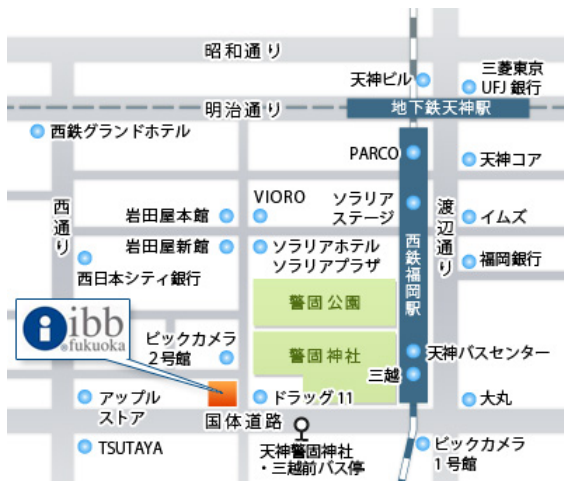 昭和通り
天神ビル
三菱東京
UFJ 銀行
明治通り
地下鉄天神駅
西鉄グランドホテル
PARCO
天神コア
西通り
岩田屋本館
VIORO
ソラリア
ステージ
渡辺通り
イムズ
岩田屋新館
ソラリアホテル
ソラリアプラザ
西鉄福岡駅
福岡銀行
西日本シティ銀行
警固公園
ibb
fukuoka
ビックカメラ
2号館
警固神社
天神バスセンター
三越
アップル
ストア
ドラッグ11
大丸
国体道路
TSUTAYA
天神警固神社
・三越前バス停
ビックカメラ
1号館